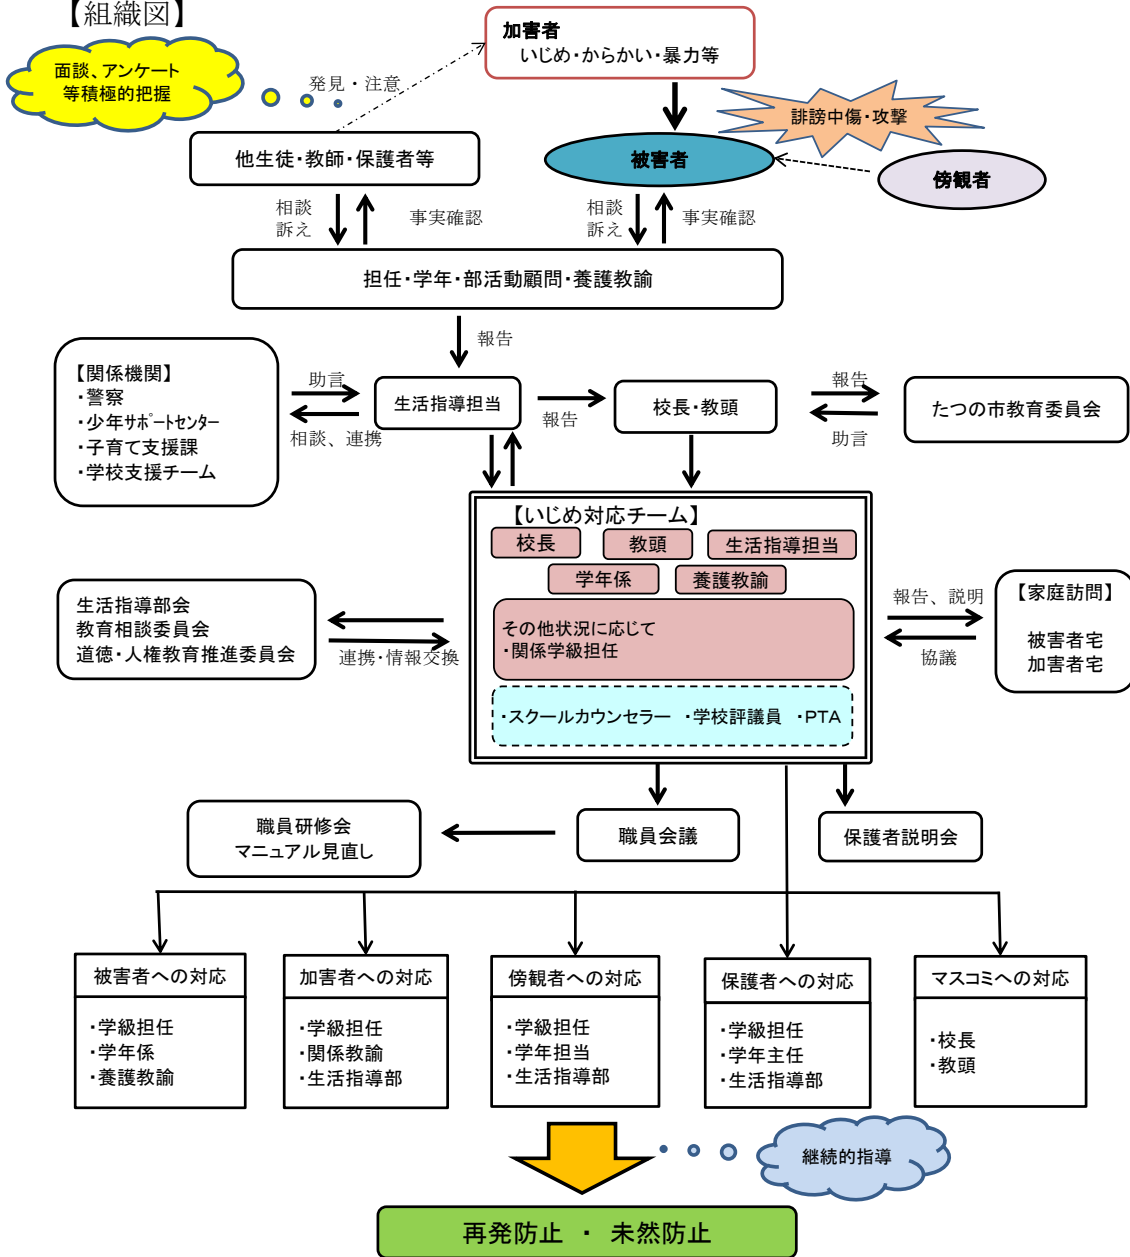 【組織図】
加害者
いじめ・からかい・暴力等
面談、アンケート
等積極的把握
発見・注意
誹謗中傷・攻撃
他生徒・教師・保護者等
被害者
傍観者
相談
訴え
事実確認
相談
訴え
事実確認
担任・学年・部活動顧問・養護教諭
報告
【関係機関】
・警察
・少年サポートセンター
・子育て支援課
・学校支援チーム
助言
相談、連携
生活指導担当
報告
校長・教頭
報告
助言
たつの市教育委員会
【いじめ対応チーム】
校長
教頭
生活指導担当
学年係
養護教諭
その他状況に応じて
・関係学級担任
・スクールカウンセラー ・学校評議員 ・PTA
生活指導部会
教育相談委員会
道徳・人権教育推進委員会
連携・情報交換
報告、説明
協議
【家庭訪問】
被害者宅
加害者宅
職員研修会
マニュアル見直し
職員会議
保護者説明会
被害者への対応
・学級担任
・学年係
・養護教諭
加害者への対応
・学級担任
・関係教諭
・生活指導部
傍観者への対応
・学級担任
・学年担当
・生活指導部
保護者への対応
・学級担任
・学年主任
・生活指導部
マスコミへの対応
・校長
・教頭
継続的指導
再発防止 ・ 未然防止